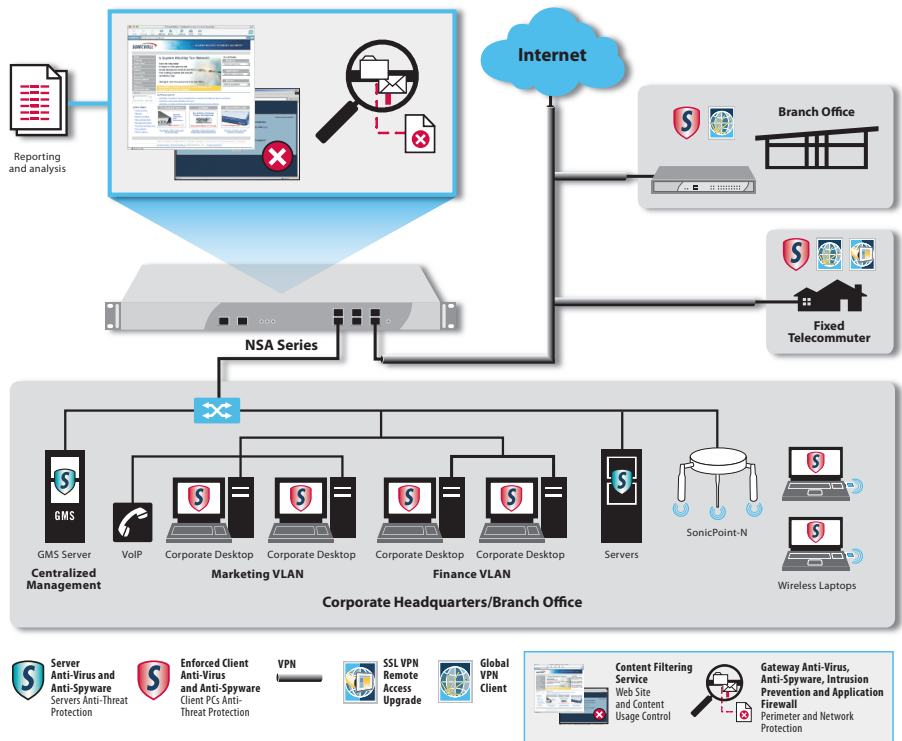 Internet
SONICWALL
Branch Office
Reporting
and analysis
NSA Series
Fixed
Telecommuter
GMS
GMS Server
Centralized
Management
VoIP
Corporate Desktop
Corporate Desktop
Marketing VLAN
Corporate Desktop
Corporate Desktop
Finance VLAN
Servers
SonicPoint-N
Wireless Laptops
Corporate Headquarters/Branch Office
Server
Anti-Virus and
Anti-Spyware
Servers Anti-Threat
Protection
Enforced Client
Anti-Virus
and Anti-Spyware
Client PCs Anti-
Threat Protection
VPN
SSL VPN
Remote
Access
Upgrade
Global
VPN
Client
Content Filtering
Service
Web Site
and Content
Usage Control
Gateway Anti-Virus,
Anti-Spyware, Intrusion
Prevention and Application
Firewall
Perimeter and Network
Protection